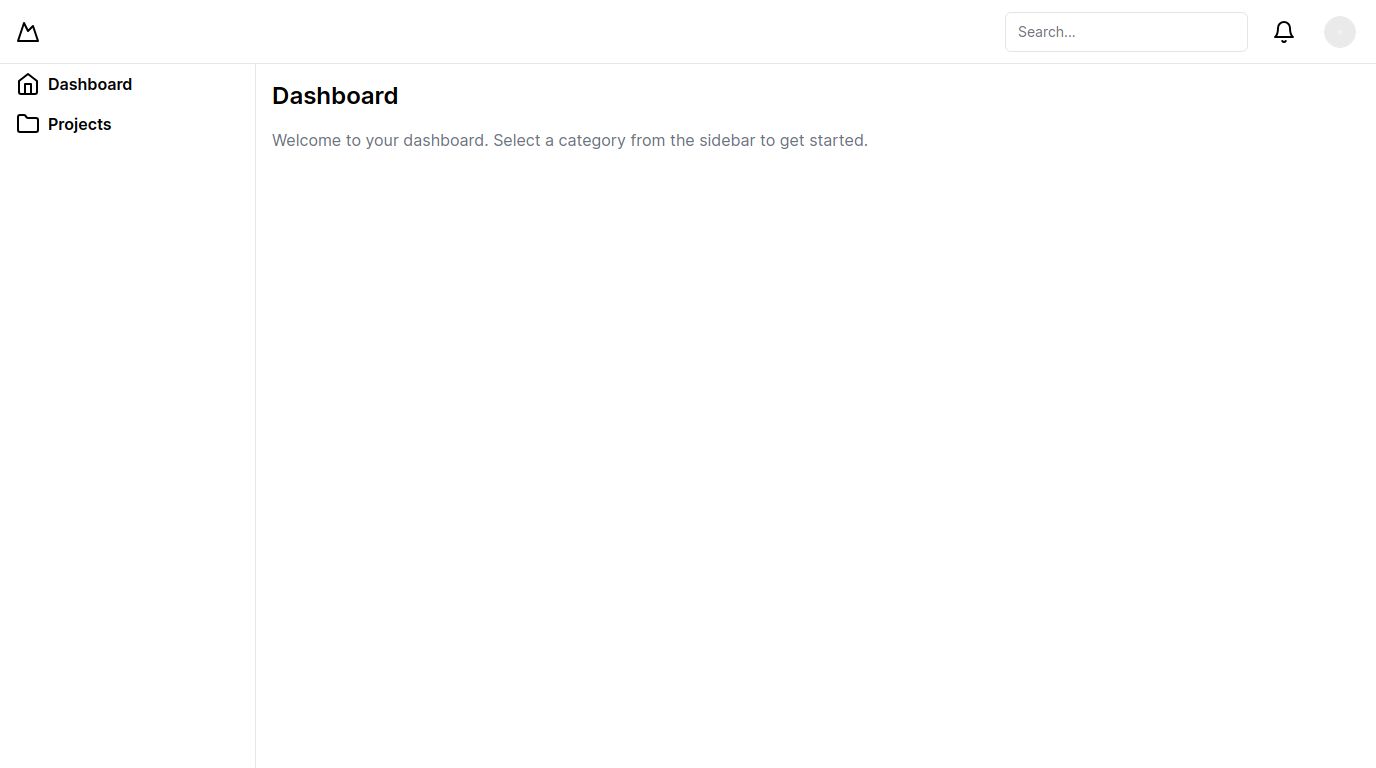 Search...
Dashboard
Projects
Dashboard
Welcome to your dashboard. Select a category from the sidebar to get started.